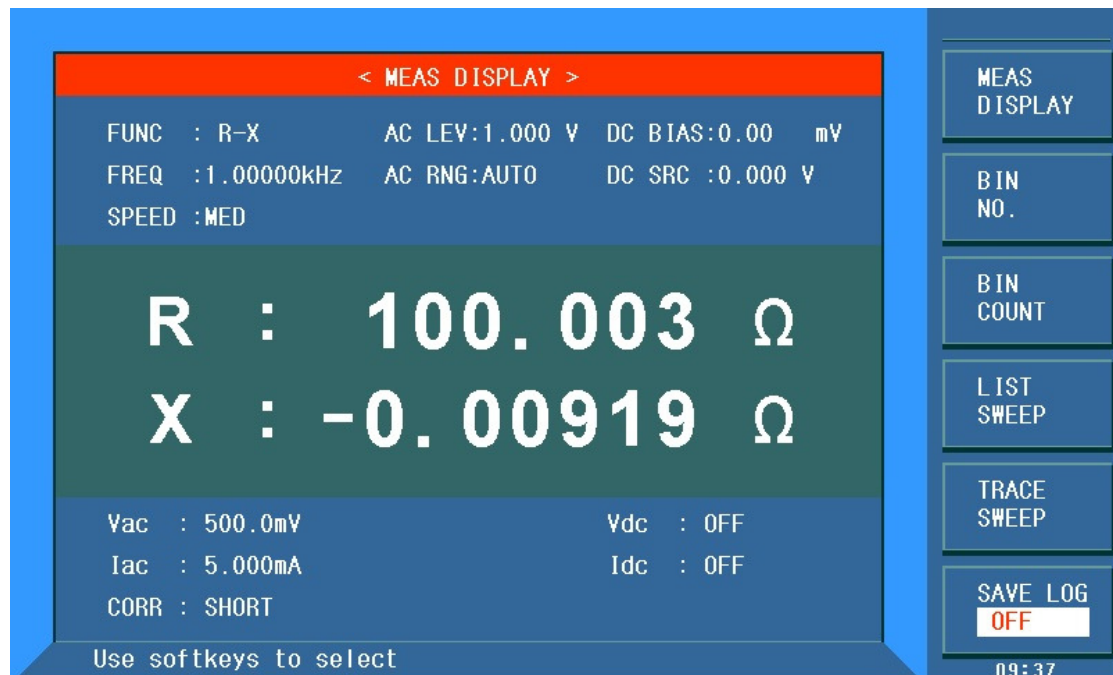 < MEAS DISPLAY >
FUNC : R-X AC LEV:1.000 V DC BIAS:0.00 mV
FREQ :1.00000kHz AC RNG:AUTO DC SRC :0.000 V
SPEED :MED
R : 100.003 Ω
X : -0.00919 Ω
Vac : 500.0mV Vdc : OFF
Iac : 5.000mA Idc : OFF
CORR : SHORT
Use softkeys to select
MEAS
DISPLAY
BIN
NO.
BIN
COUNT
LIST
SWEEP
TRACE
SWEEP
SAVE LOG
OFF
09:37